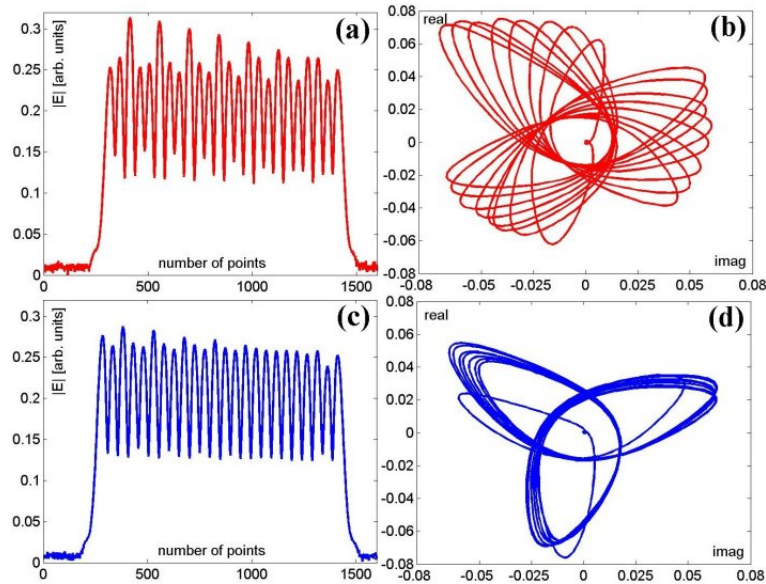 0.3
0.25
0.2
0.15
0.1
0.05
0
|E| [arb. units]
(a)
number of points
0 500 1000 1500
0.08
0.06
0.04
0.02
0
-0.02
-0.04
-0.06
-0.08
real
(b)
imag
-0.08 -0.05 -0.025 0 0.025 0.05 0.08
0.3
0.25
0.2
0.15
0.1
0.05
0
|E| [arb. units]
(c)
number of points
0 500 1000 1500
0.08
0.06
0.04
0.02
0
-0.02
-0.04
-0.06
-0.08
real
(d)
imag
-0.08 -0.05 -0.025 0 0.025 0.05 0.08